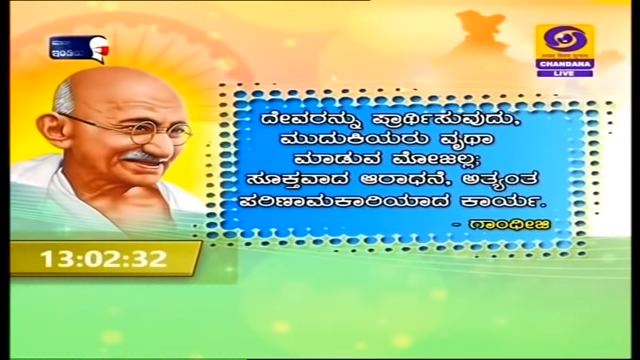 ಇಂಡಿಯಾ
CHANDANA
LIVE
ದೇವರನ್ನು ಪ್ರಾರ್ಥಿಸುವುದು,
ಮುದುಕಿಯರು ವೃಥಾ
ಮಾಡುವ ಮೋಜಲ್ಲ;
ಸೂಕ್ತವಾದ ಆರಾಧನೆ, ಅತ್ಯಂತ
ಪರಿಣಾಮಕಾರಿಯಾದ ಕಾರ್ಯ.
- ಗಾಂಧೀಜಿ
13:02:32